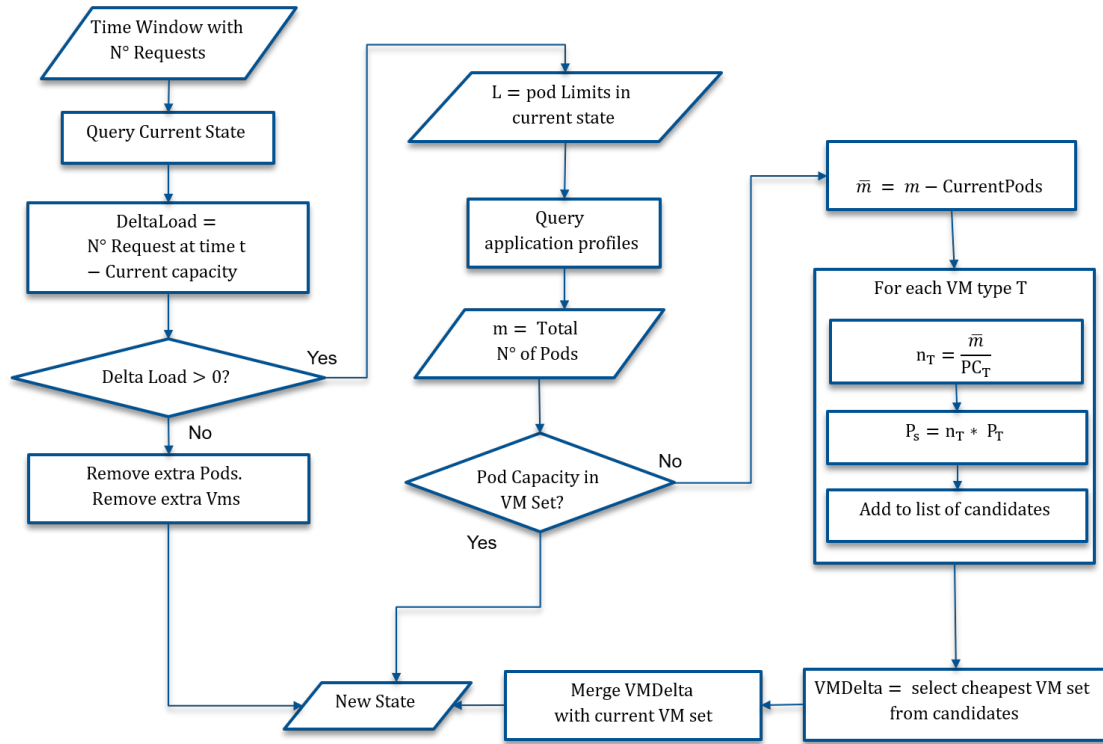 Time Window with
N° Requests
Query Current State
DeltaLoad =
N° Request at time t
− Current capacity
Delta Load > 0?
Yes
No
Remove extra Pods.
Remove extra Vms
L = pod Limits in
current state
Query
application profiles
m = Total
N° of Pods
Pod Capacity in
VM Set?
No
Yes
m̅ = m − CurrentPods
For each VM type T
n_T = m̅ / PC_T
P_s = n_T * P_T
Add to list of candidates
VMDelta = select cheapest VM set
from candidates
Merge VMDelta
with current VM set
New State